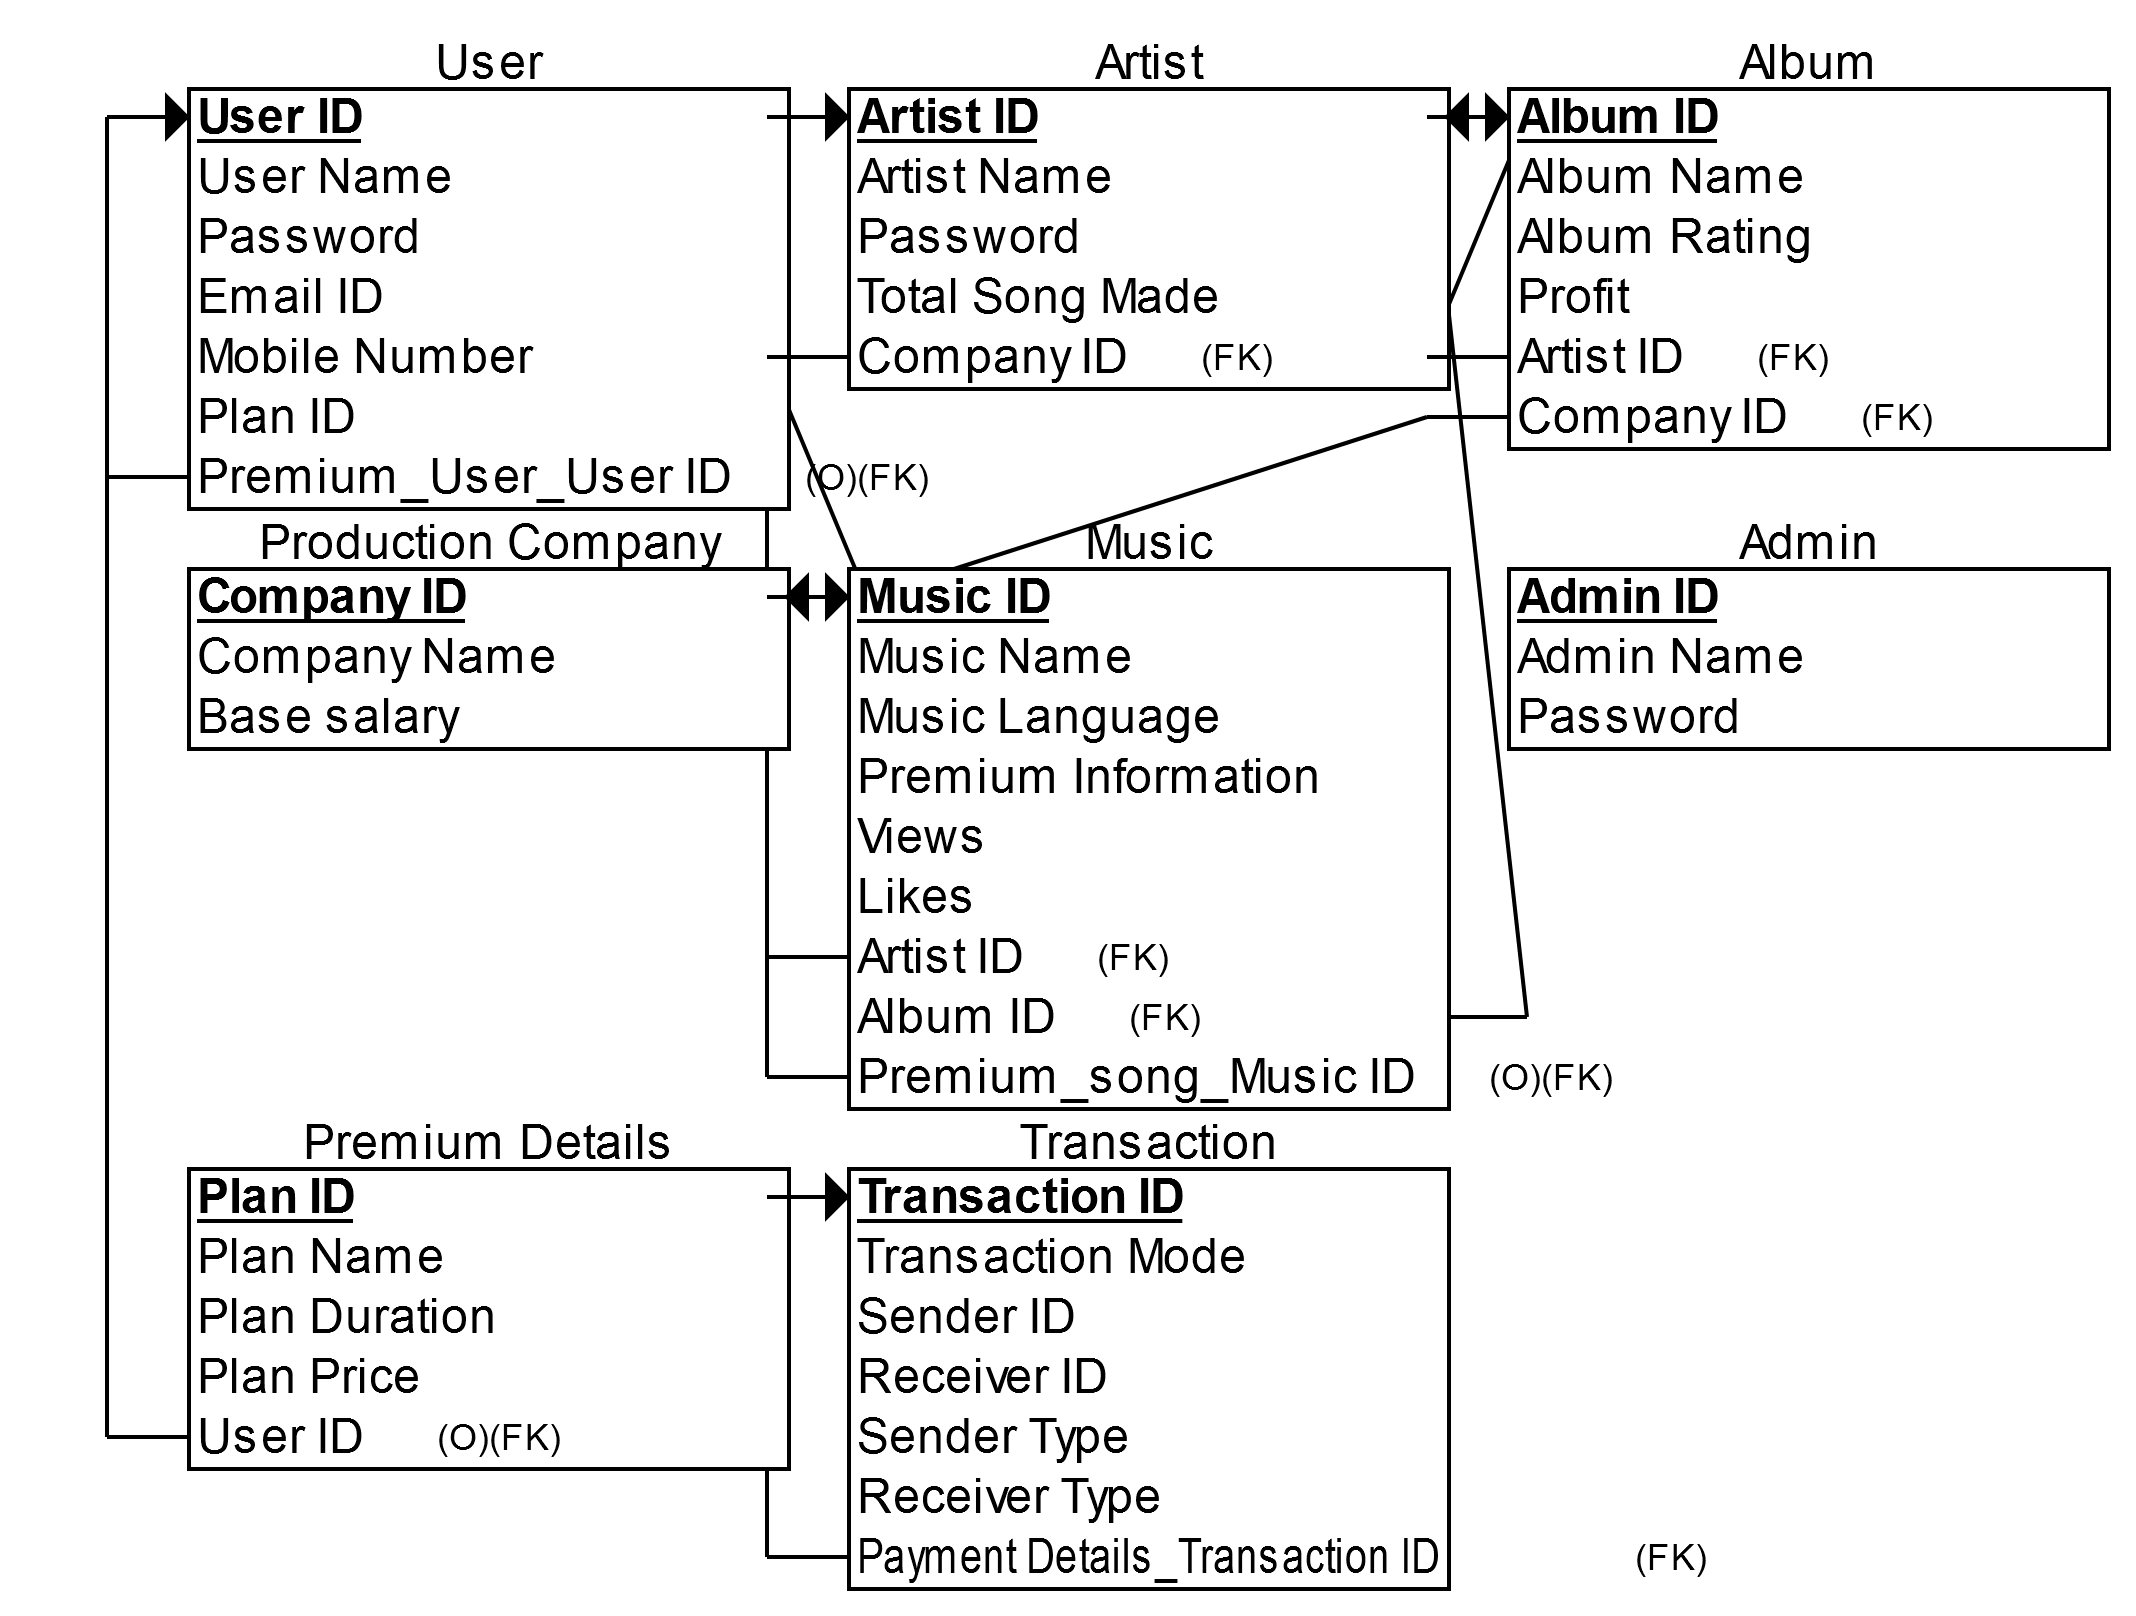 User
User ID
User Name
Password
Email ID
Mobile Number
Plan ID
Premium_User_User ID (O)(FK)
Artist
Artist ID
Artist Name
Password
Total Song Made
Company ID (FK)
Album
Album ID
Album Name
Album Rating
Profit
Artist ID (FK)
Company ID (FK)
Production Company
Company ID
Company Name
Base salary
Music
Music ID
Music Name
Music Language
Premium Information
Views
Likes
Artist ID (FK)
Album ID (FK)
Premium_song_Music ID (O)(FK)
Admin
Admin ID
Admin Name
Password
Premium Details
Plan ID
Plan Name
Plan Duration
Plan Price
User ID (O)(FK)
Transaction
Transaction ID
Transaction Mode
Sender ID
Receiver ID
Sender Type
Receiver Type
Payment Details_Transaction ID (FK)